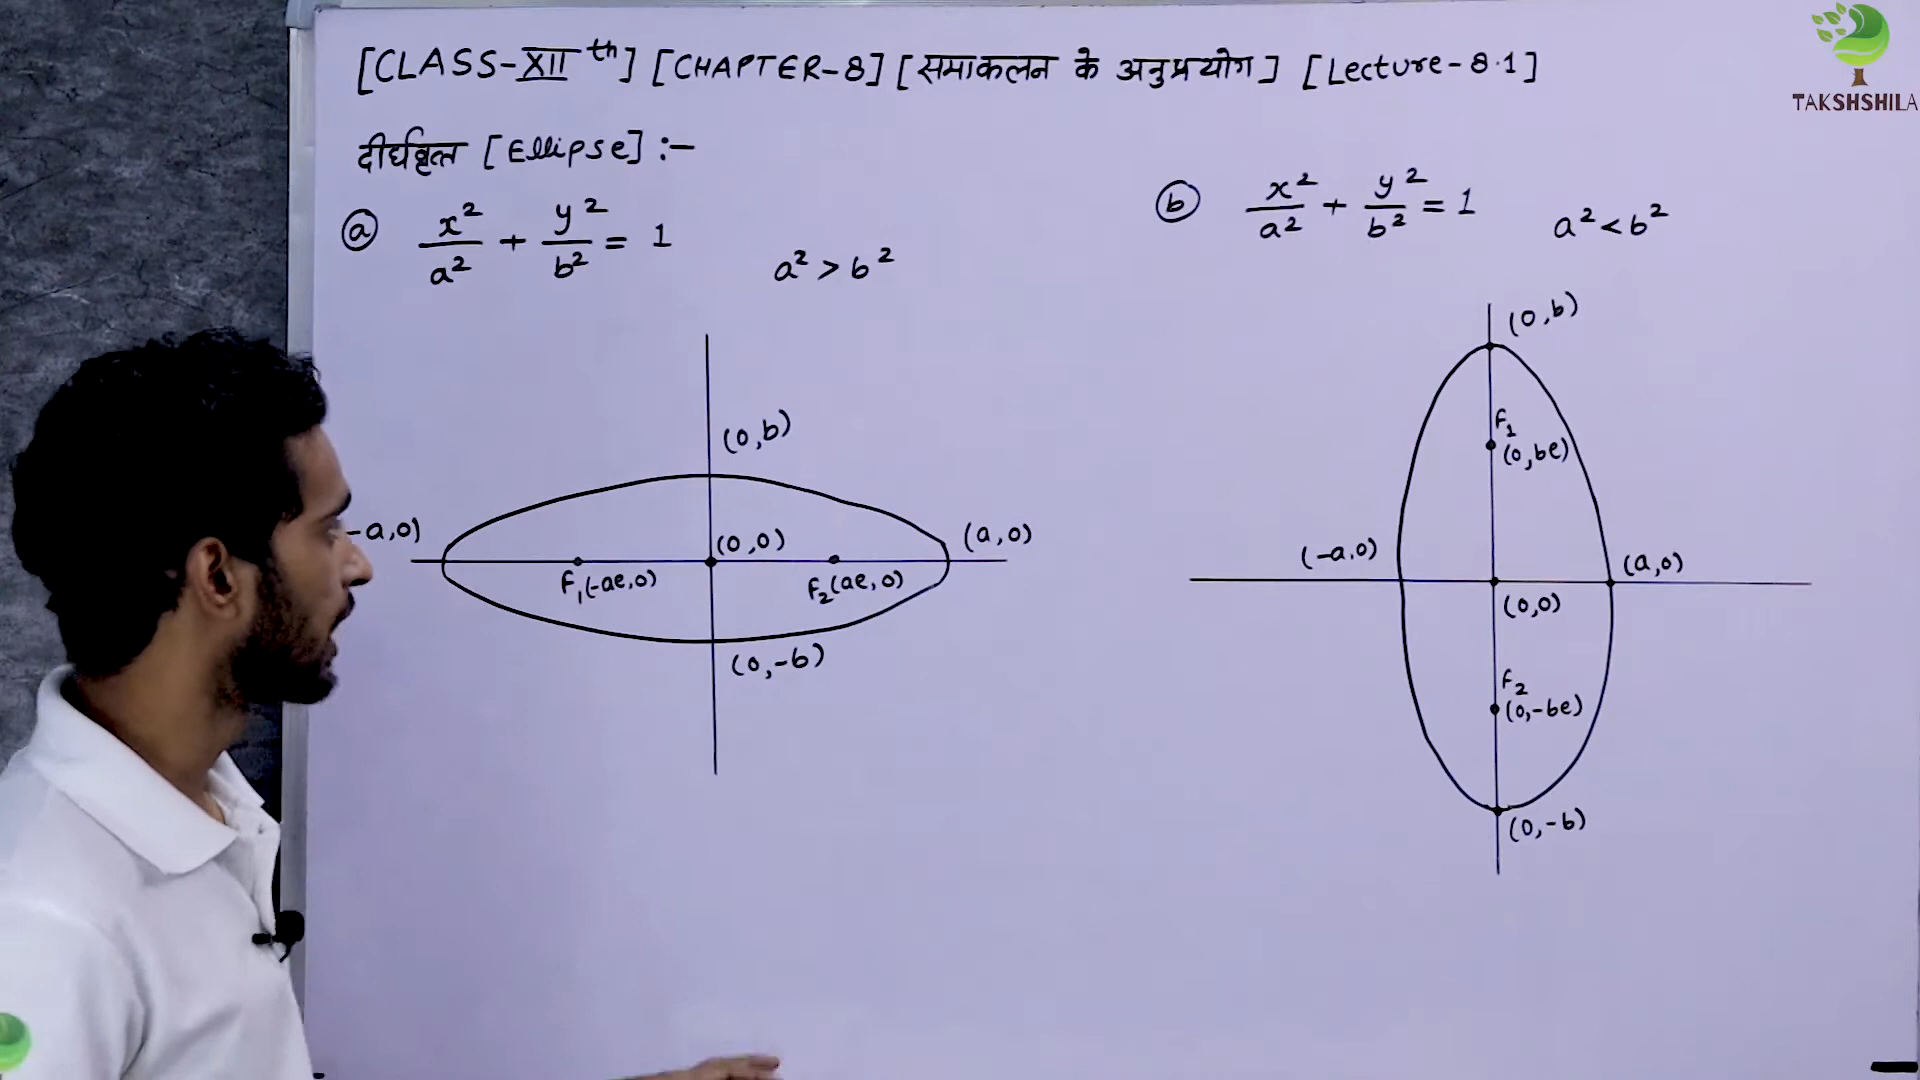 [CLASS-XII th] [CHAPTER-8] [समाकलन के अनुप्रयोग] [Lecture-8.1]
TAKSHSHILA
दीर्घवृत्त [Ellipse] :-
ⓐ x²/a² + y²/b² = 1
a² > b²
ⓑ x²/a² + y²/b² = 1
a² < b²
(0,b)
(0,b)
-a,0)
(0,0)
(a,0)
F₁(-ae,0)
F₂(ae,0)
(0,-b)
F₁
(0,be)
(-a,0)
(a,0)
(0,0)
F₂
(0,-be)
(0,-b)